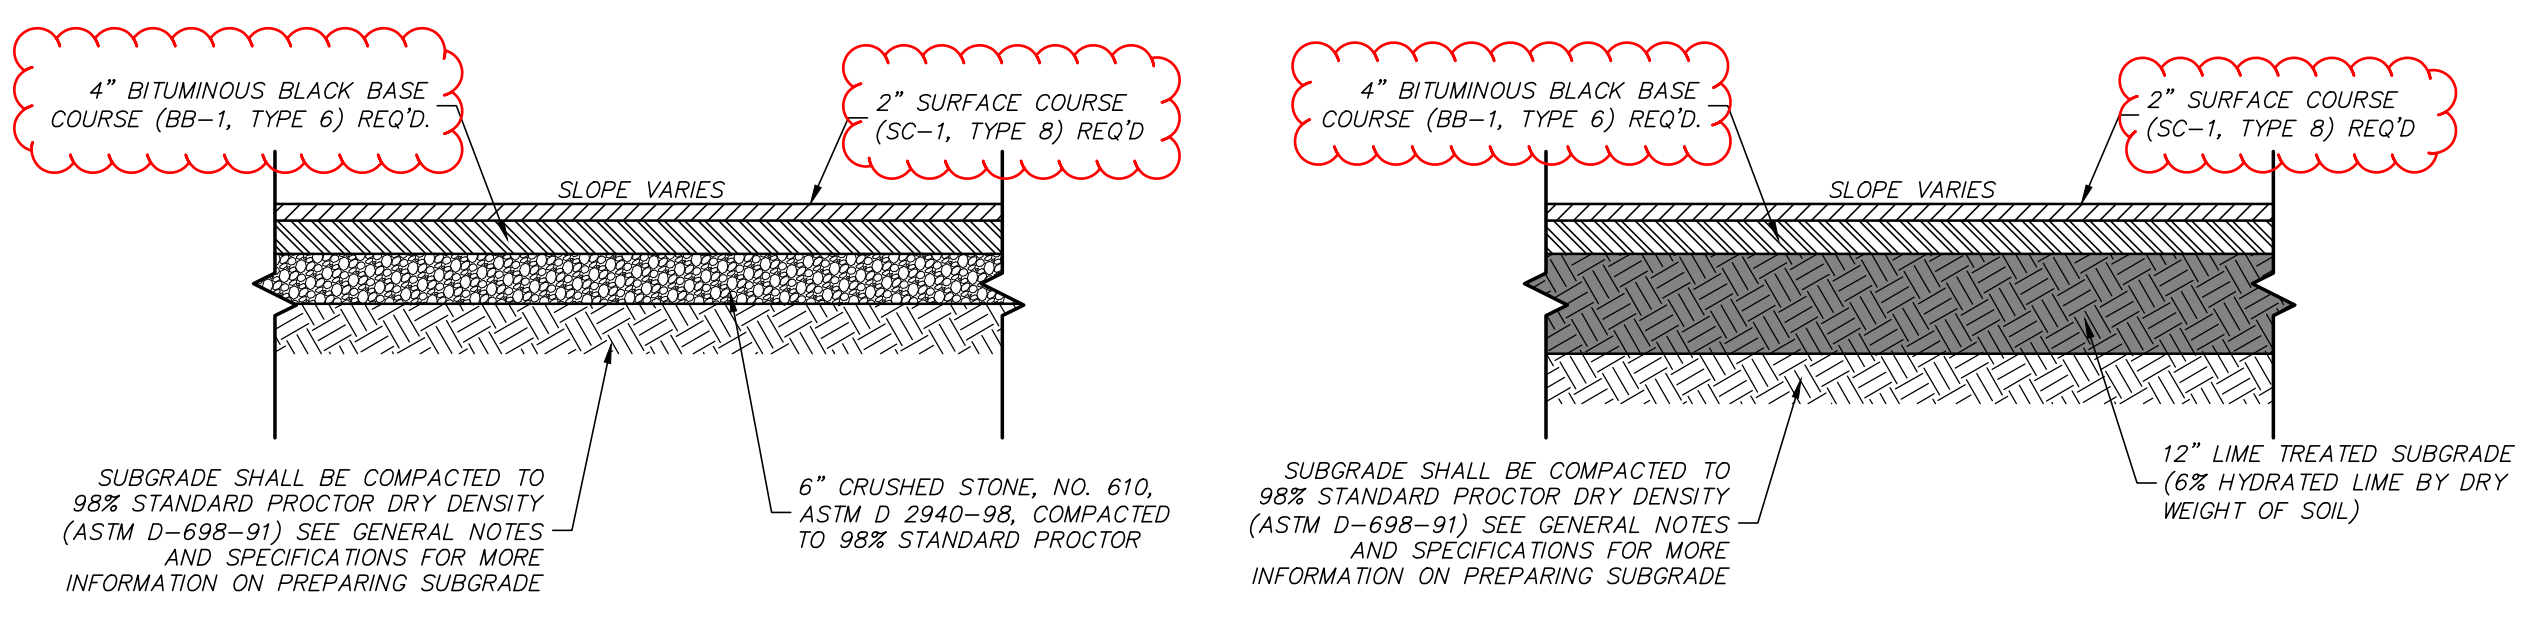 4” BITUMINOUS BLACK BASE
COURSE (BB-1, TYPE 6) REQ'D.
2” SURFACE COURSE
(SC-1, TYPE 8) REQ'D
SLOPE VARIES
SUBGRADE SHALL BE COMPACTED TO
98% STANDARD PROCTOR DRY DENSITY
(ASTM D-698-91) SEE GENERAL NOTES
AND SPECIFICATIONS FOR MORE
INFORMATION ON PREPARING SUBGRADE
6” CRUSHED STONE, NO. 610,
ASTM D 2940-98, COMPACTED
TO 98% STANDARD PROCTOR
4” BITUMINOUS BLACK BASE
COURSE (BB-1, TYPE 6) REQ'D.
2” SURFACE COURSE
(SC-1, TYPE 8) REQ'D
SLOPE VARIES
SUBGRADE SHALL BE COMPACTED TO
98% STANDARD PROCTOR DRY DENSITY
(ASTM D-698-91) SEE GENERAL NOTES
AND SPECIFICATIONS FOR MORE
INFORMATION ON PREPARING SUBGRADE
12” LIME TREATED SUBGRADE
(6% HYDRATED LIME BY DRY
WEIGHT OF SOIL)